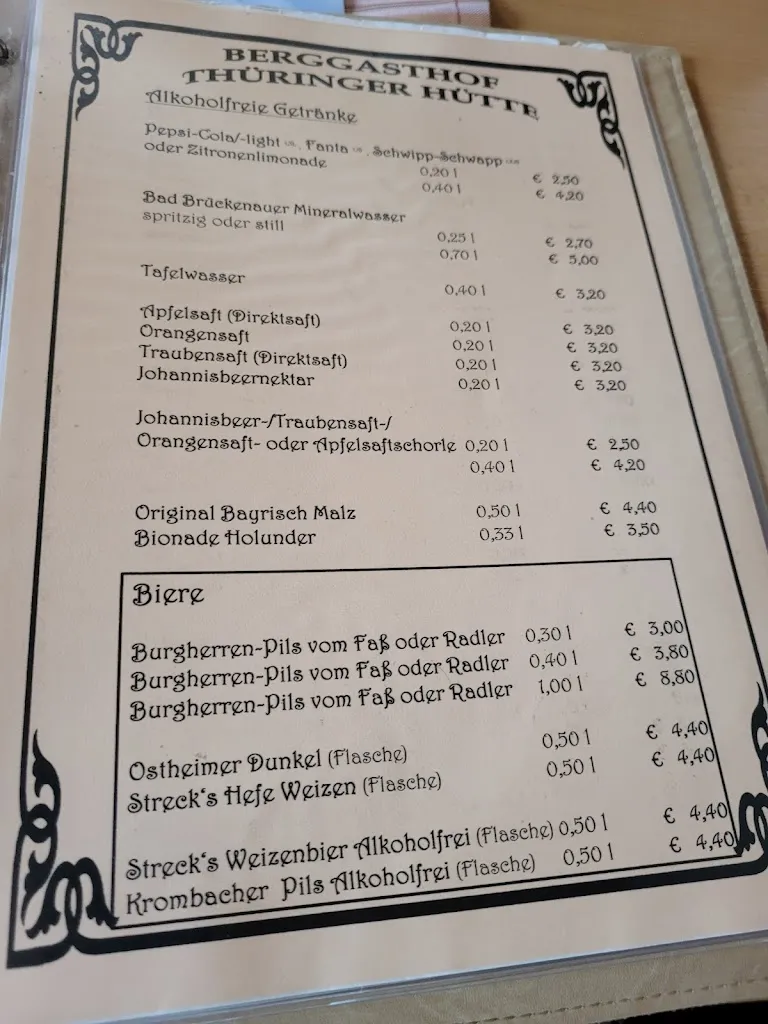 BERGGASTHOF
THÜRINGER HÜTTE
Alkoholfreie Getränke
Pepsi-Cola/-light, Fanta, Schwipp-Schwapp
oder Zitronenlimonade
0,20 l € 2,50
0,40 l € 4,20
Bad Brückenauer Mineralwasser
spritzig oder still
0,25 l € 2,70
0,70 l € 5,00
Tafelwasser 0,40 l € 3,20
Apfelsaft (Direktsaft) 0,20 l € 3,20
Orangensaft 0,20 l € 3,20
Traubensaft (Direktsaft) 0,20 l € 3,20
Johannisbeernektar 0,20 l € 3,20
Johannisbeer-/Traubensaft-/
Orangensaft- oder Apfelsaftschorle 0,20 l € 2,50
0,40 l € 4,20
Original Bayrisch Malz 0,50 l € 4,40
Bionade Holunder 0,33 l € 3,50
Biere
Burgherren-Pils vom Faß oder Radler 0,30 l € 3,00
Burgherren-Pils vom Faß oder Radler 0,40 l € 3,80
Burgherren-Pils vom Faß oder Radler 1,00 l € 8,80
Ostheimer Dunkel (Flasche) 0,50 l € 4,40
Streck's Hefe Weizen (Flasche) 0,50 l € 4,40
Streck's Weizenbier Alkoholfrei (Flasche) 0,50 l € 4,40
Krombacher Pils Alkoholfrei (Flasche) 0,50 l € 4,40